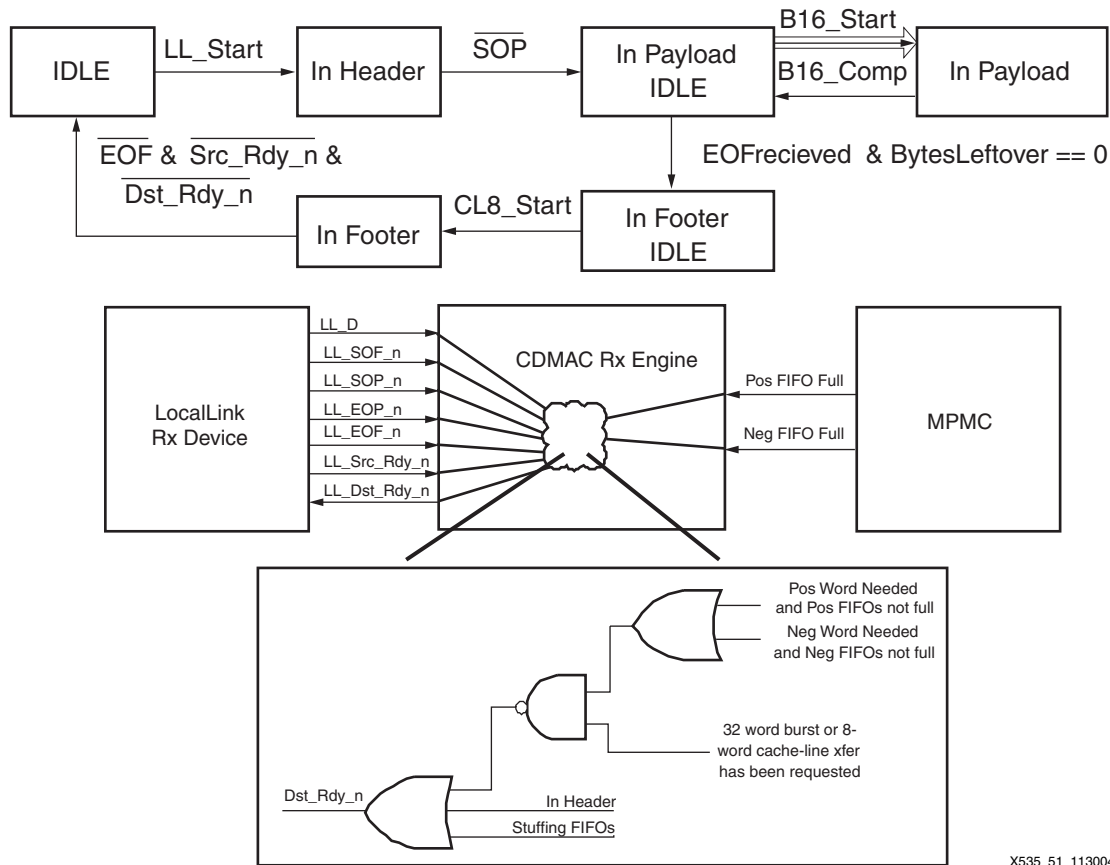 IDLE
LL_Start
In Header
SOP
In Payload
IDLE
B16_Start
B16_Comp
In Payload
EOF & Src_Rdy_n &
Dst_Rdy_n
EOFrecieved & BytesLeftover == 0
In Footer
CL8_Start
In Footer
IDLE
LocalLink
Rx Device
LL_D
LL_SOF_n
LL_SOP_n
LL_EOP_n
LL_EOF_n
LL_Src_Rdy_n
LL_Dst_Rdy_n
CDMAC Rx Engine
Pos FIFO Full
Neg FIFO Full
MPMC
Pos Word Needed
and Pos FIFOs not full
Neg Word Needed
and Neg FIFOs not full
32 word burst or 8-
word cache-line xfer
has been requested
Dst_Rdy_n
In Header
Stuffing FIFOs
X535_51_113004